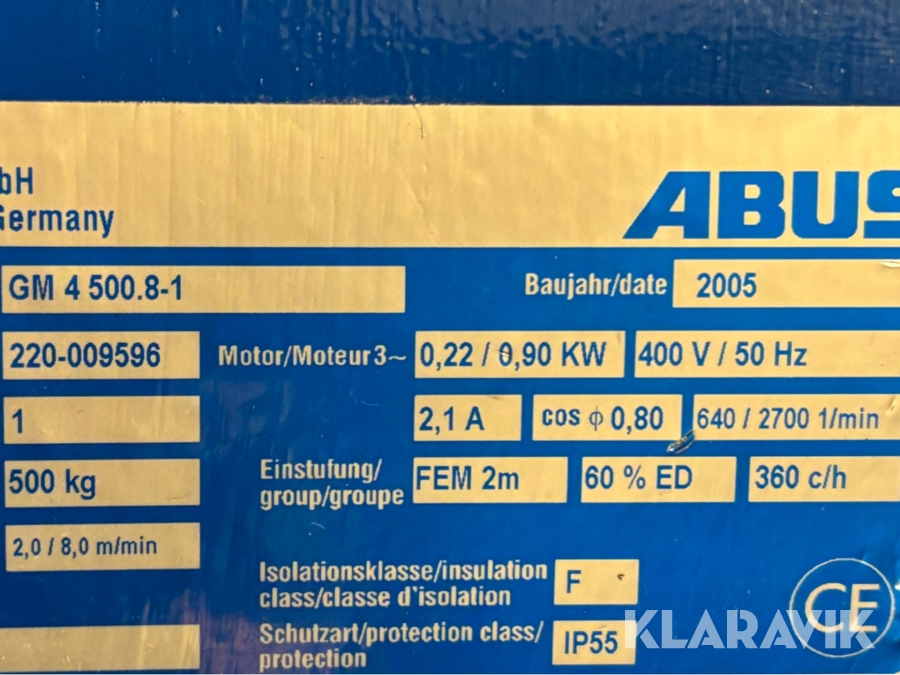 bH
Germany
ABUS
GM 4 500.8-1
Baujahr/date 2005
220-009596 Motor/Moteur 3~ 0,22 / 0,90 KW 400 V / 50 Hz
1 2,1 A cos φ 0,80 640 / 2700 1/min
500 kg Einstufung/
group/groupe FEM 2m 60 % ED 360 c/h
2,0 / 8,0 m/min
Isolationsklasse/insulation
class/classe d'isolation F
CE
Schutzart/protection class/
protection IP55
KLARAVIK